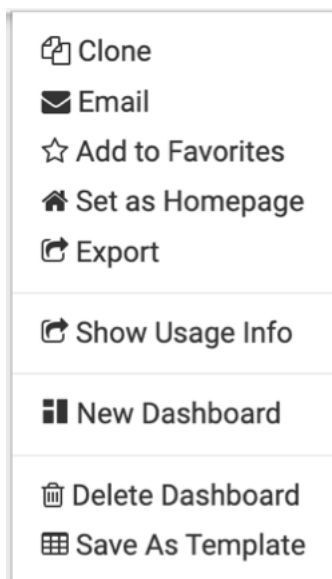 Clone
Email
Add to Favorites
Set as Homepage
Export
Show Usage Info
New Dashboard
Delete Dashboard
Save As Template